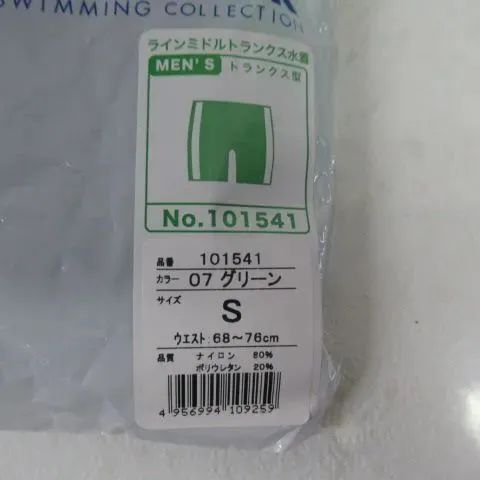 SWIMMING COLLECTION
ラインミドルトランクス水着
MEN'S トランクス型
No.101541
品番 101541
カラー 07 グリーン
サイズ S
ウエスト 68～76cm
品質 ナイロン 80%
ポリウレタン 20%
4 956994 109259